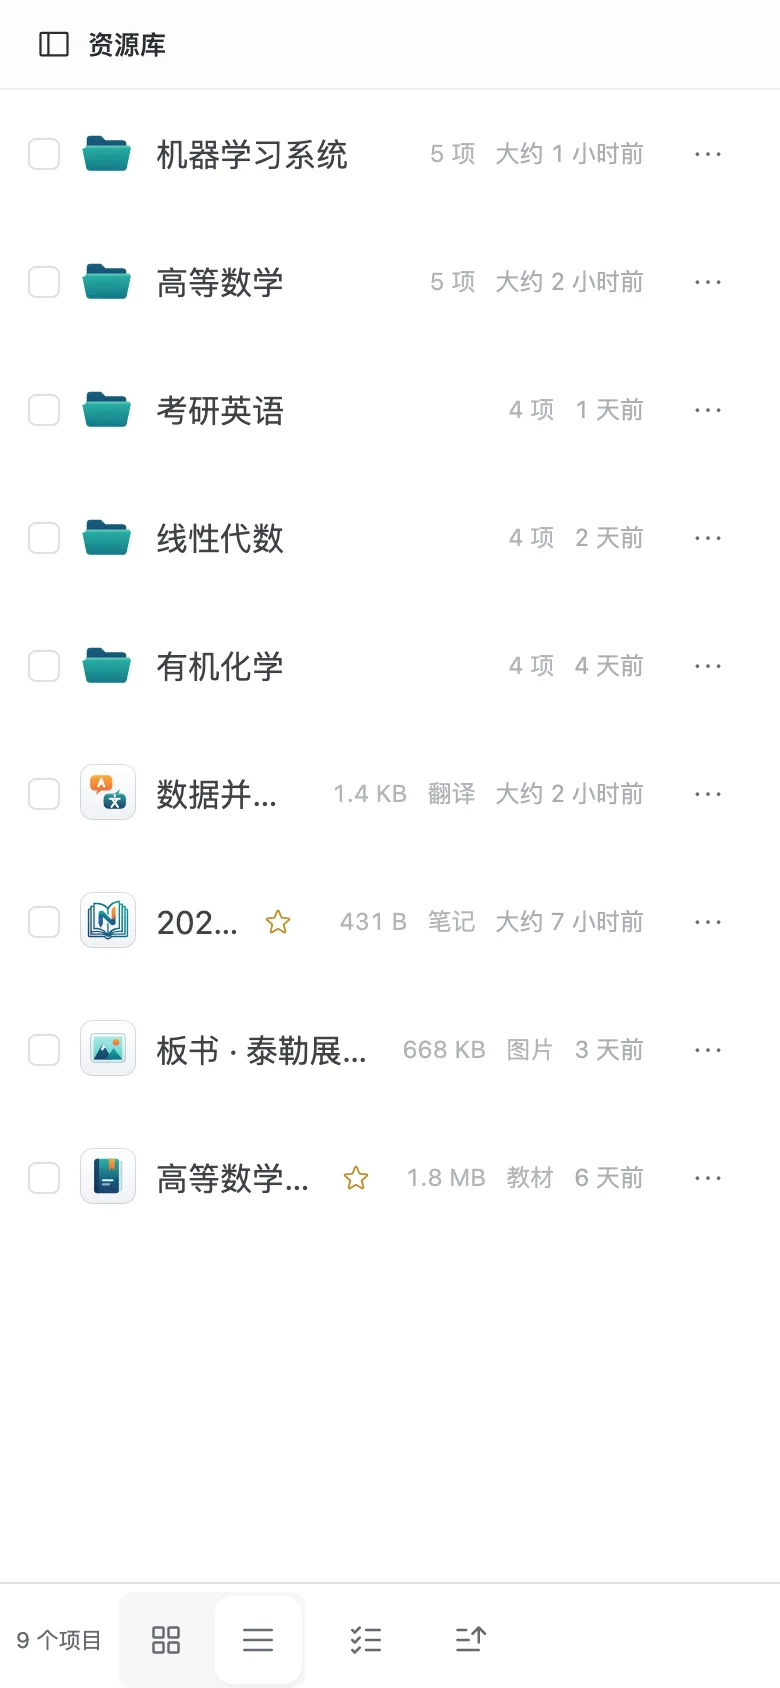 资源库
机器学习系统 5 项 大约 1 小时前
高等数学 5 项 大约 2 小时前
考研英语 4 项 1 天前
线性代数 4 项 2 天前
有机化学 4 项 4 天前
数据并... 1.4 KB 翻译 大约 2 小时前
202... 431 B 笔记 大约 7 小时前
板书 · 泰勒展... 668 KB 图片 3 天前
高等数学... 1.8 MB 教材 6 天前
9 个项目